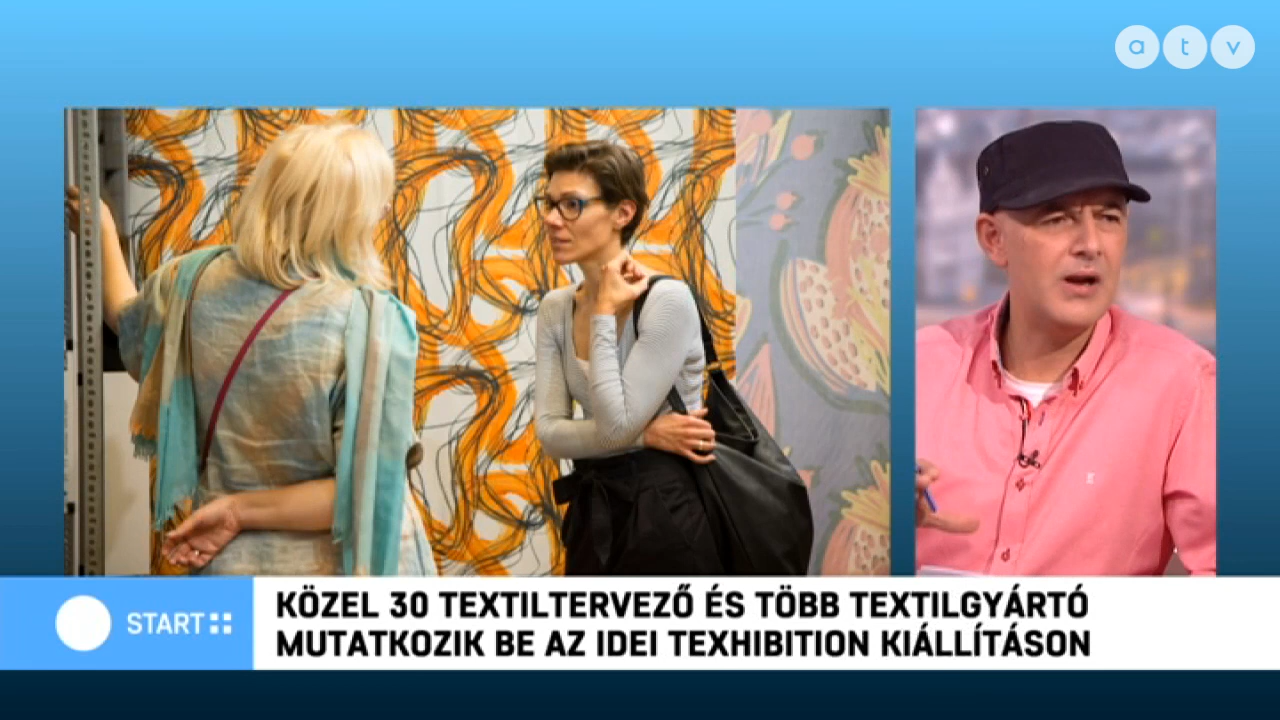 atv
START
KÖZEL 30 TEXTILTERVEZŐ ÉS TÖBB TEXTILGYÁRTÓ
MUTATKOZIK BE AZ IDEI TEXHIBITION KIÁLLÍTÁSON